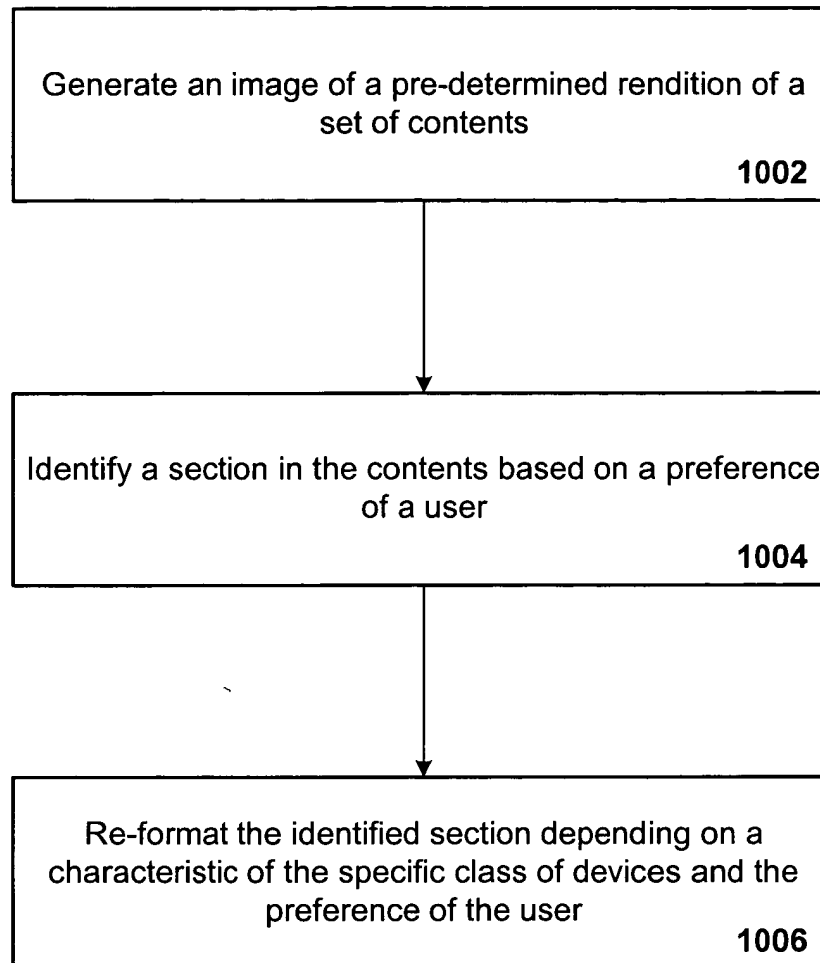 Generate an image of a pre-determined rendition of a
set of contents
1002
Identify a section in the contents based on a preference
of a user
1004
Re-format the identified section depending on a
characteristic of the specific class of devices and the
preference of the user
1006